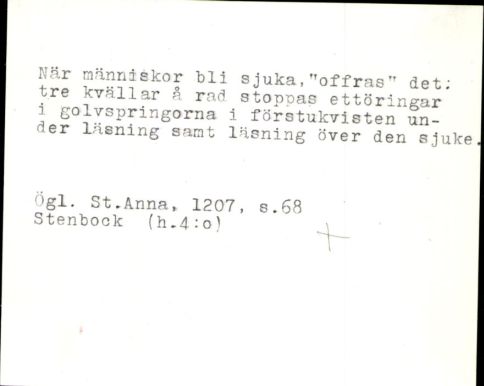 När människor bli sjuka,"offras" det:
tre kvällar å rad stoppas ettöringar
i golvspringorna i förstukvisten un-
der läsning samt läsning över den sjuke.
Ögl. St.Anna, 1207, s.68
Stenbock (h.4:o)